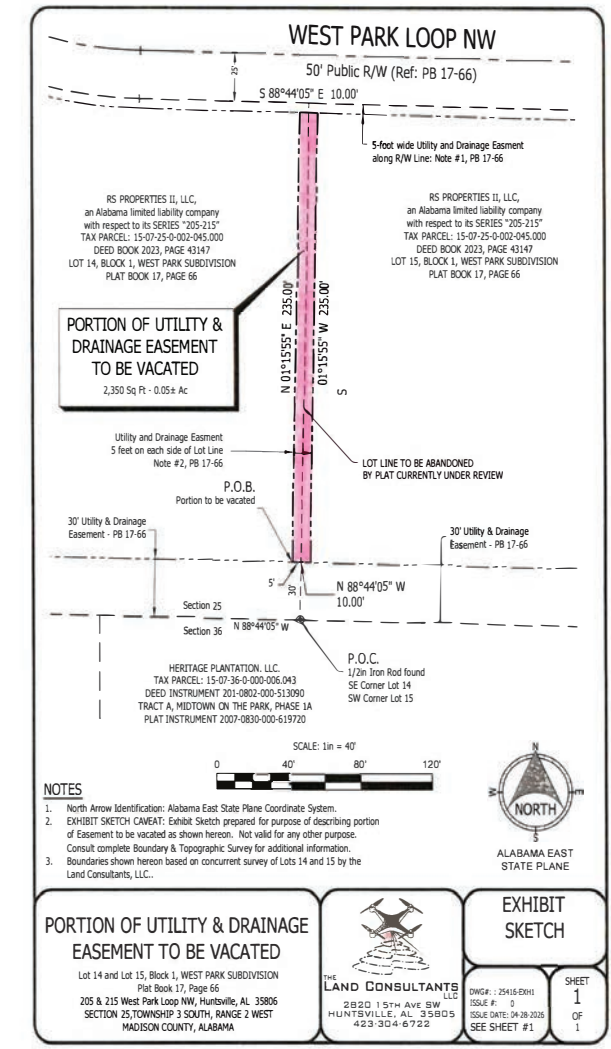 WEST PARK LOOP NW
50' Public R/W (Ref: PB 17-66)
25'
S 88°44'05" E 10.00'
5-foot wide Utility and Drainage Easment
along R/W Line: Note #1, PB 17-66
RS PROPERTIES II, LLC,
an Alabama limited liability company
with respect to its SERIES "205-215"
TAX PARCEL: 15-07-25-0-002-045.000
DEED BOOK 2023, PAGE 43147
LOT 14, BLOCK 1, WEST PARK SUBDIVISION
PLAT BOOK 17, PAGE 66
RS PROPERTIES II, LLC,
an Alabama limited liability company
with respect to its SERIES "205-215"
TAX PARCEL: 15-07-25-0-002-045.000
DEED BOOK 2023, PAGE 43147
LOT 15, BLOCK 1, WEST PARK SUBDIVISION
PLAT BOOK 17, PAGE 66
N 01°15'55" E 235.00'
01°15'55" W 235.00'
S
PORTION OF UTILITY &
DRAINAGE EASEMENT
TO BE VACATED
2,350 Sq Ft - 0.05± Ac
Utility and Drainage Easment
5 feet on each side of Lot Line
Note #2, PB 17-66
LOT LINE TO BE ABANDONED
BY PLAT CURRENTLY UNDER REVIEW
P.O.B.
Portion to be vacated
30' Utility & Drainage
Easement - PB 17-66
30' Utility & Drainage
Easement - PB 17-66
5'
30'
N 88°44'05" W
10.00'
Section 25
Section 36
N 88°44'05" W
P.O.C.
1/2in Iron Rod found
SE Corner Lot 14
SW Corner Lot 15
HERITAGE PLANTATION. LLC.
TAX PARCEL: 15-07-36-0-000-006.043
DEED INSTRUMENT 201-0802-000-513090
TRACT A, MIDTOWN ON THE PARK, PHASE 1A
PLAT INSTRUMENT 2007-0830-000-619720
SCALE: 1in = 40'
0 40' 80' 120'
NOTES
1. North Arrow Identification: Alabama East State Plane Coordinate System.
2. EXHIBIT SKETCH CAVEAT: Exhibit Sketch prepared for purpose of describing portion
of Easement to be vacated as shown hereon. Not valid for any other purpose.
Consult complete Boundary & Topographic Survey for additional information.
3. Boundaries shown hereon based on concurrent survey of Lots 14 and 15 by the
Land Consultants, LLC..
N
W
E
S
NORTH
ALABAMA EAST
STATE PLANE
PORTION OF UTILITY & DRAINAGE
EASEMENT TO BE VACATED
Lot 14 and Lot 15, Block 1, WEST PARK SUBDIVISION
Plat Book 17, Page 66
205 & 215 West Park Loop NW, Huntsville, AL 35806
SECTION 25,TOWNSHIP 3 SOUTH, RANGE 2 WEST
MADISON COUNTY, ALABAMA
THE
LAND CONSULTANTS
LLC
2820 15TH AVE SW
HUNTSVILLE, AL 35805
423-304-6722
EXHIBIT
SKETCH
DWG#: : 25416-EXH1
ISSUE #: 0
ISSUE DATE: 04-28-2026
SEE SHEET #1
SHEET
1
OF
1